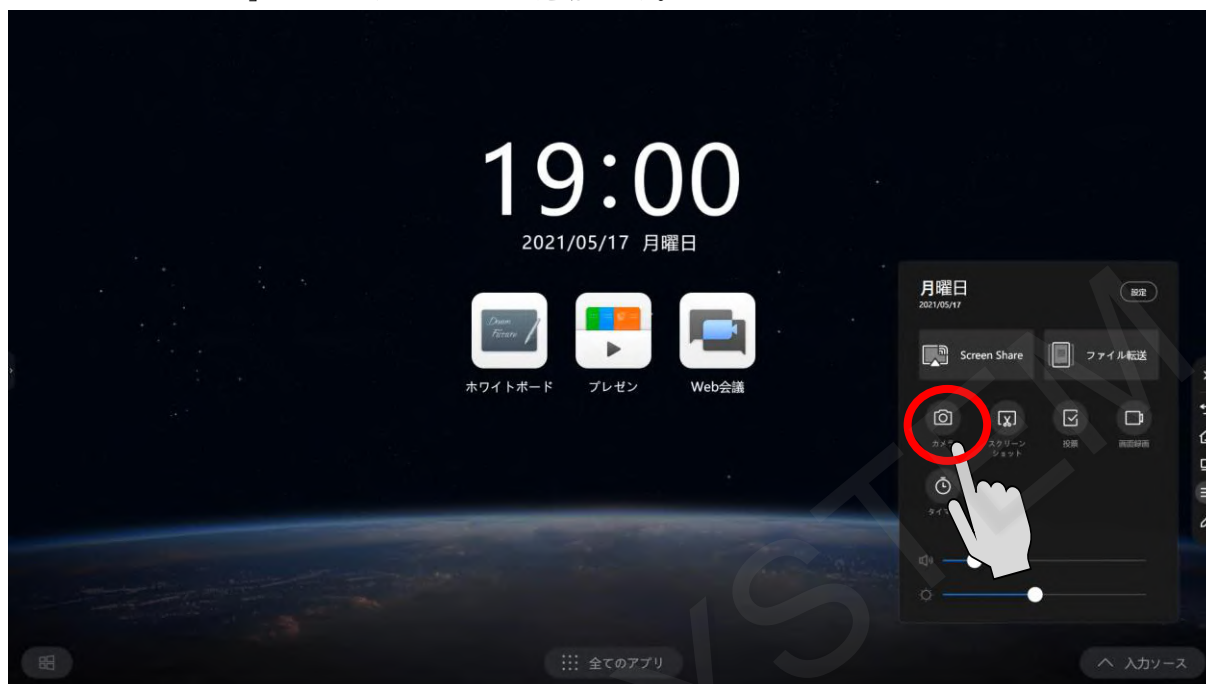 19:00
2021/05/17 月曜日
ホワイトボード
プレゼン
Web会議
月曜日
2021/05/17
設定
Screen Share
ファイル転送
スクリーン
ショット
投票
画面録画
全てのアプリ
入力ソース
YSTEM